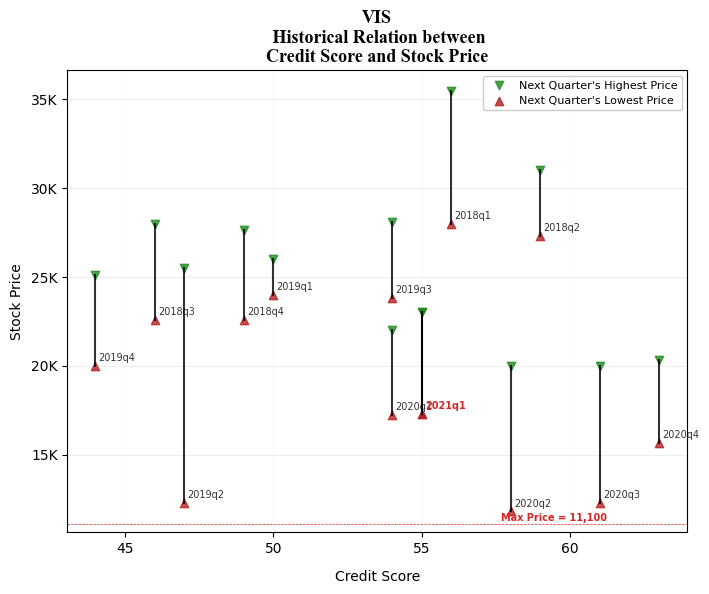 VIS
Historical Relation between
Credit Score and Stock Price
Next Quarter's Highest Price
Next Quarter's Lowest Price
35K
30K
25K
20K
15K
Stock Price
2018q1
2018q2
2019q1
2019q3
2018q3
2018q4
2019q4
2021q1
2020q4
2019q2
2020q2
2020q3
Max Price = 11,100
45
50
55
60
Credit Score